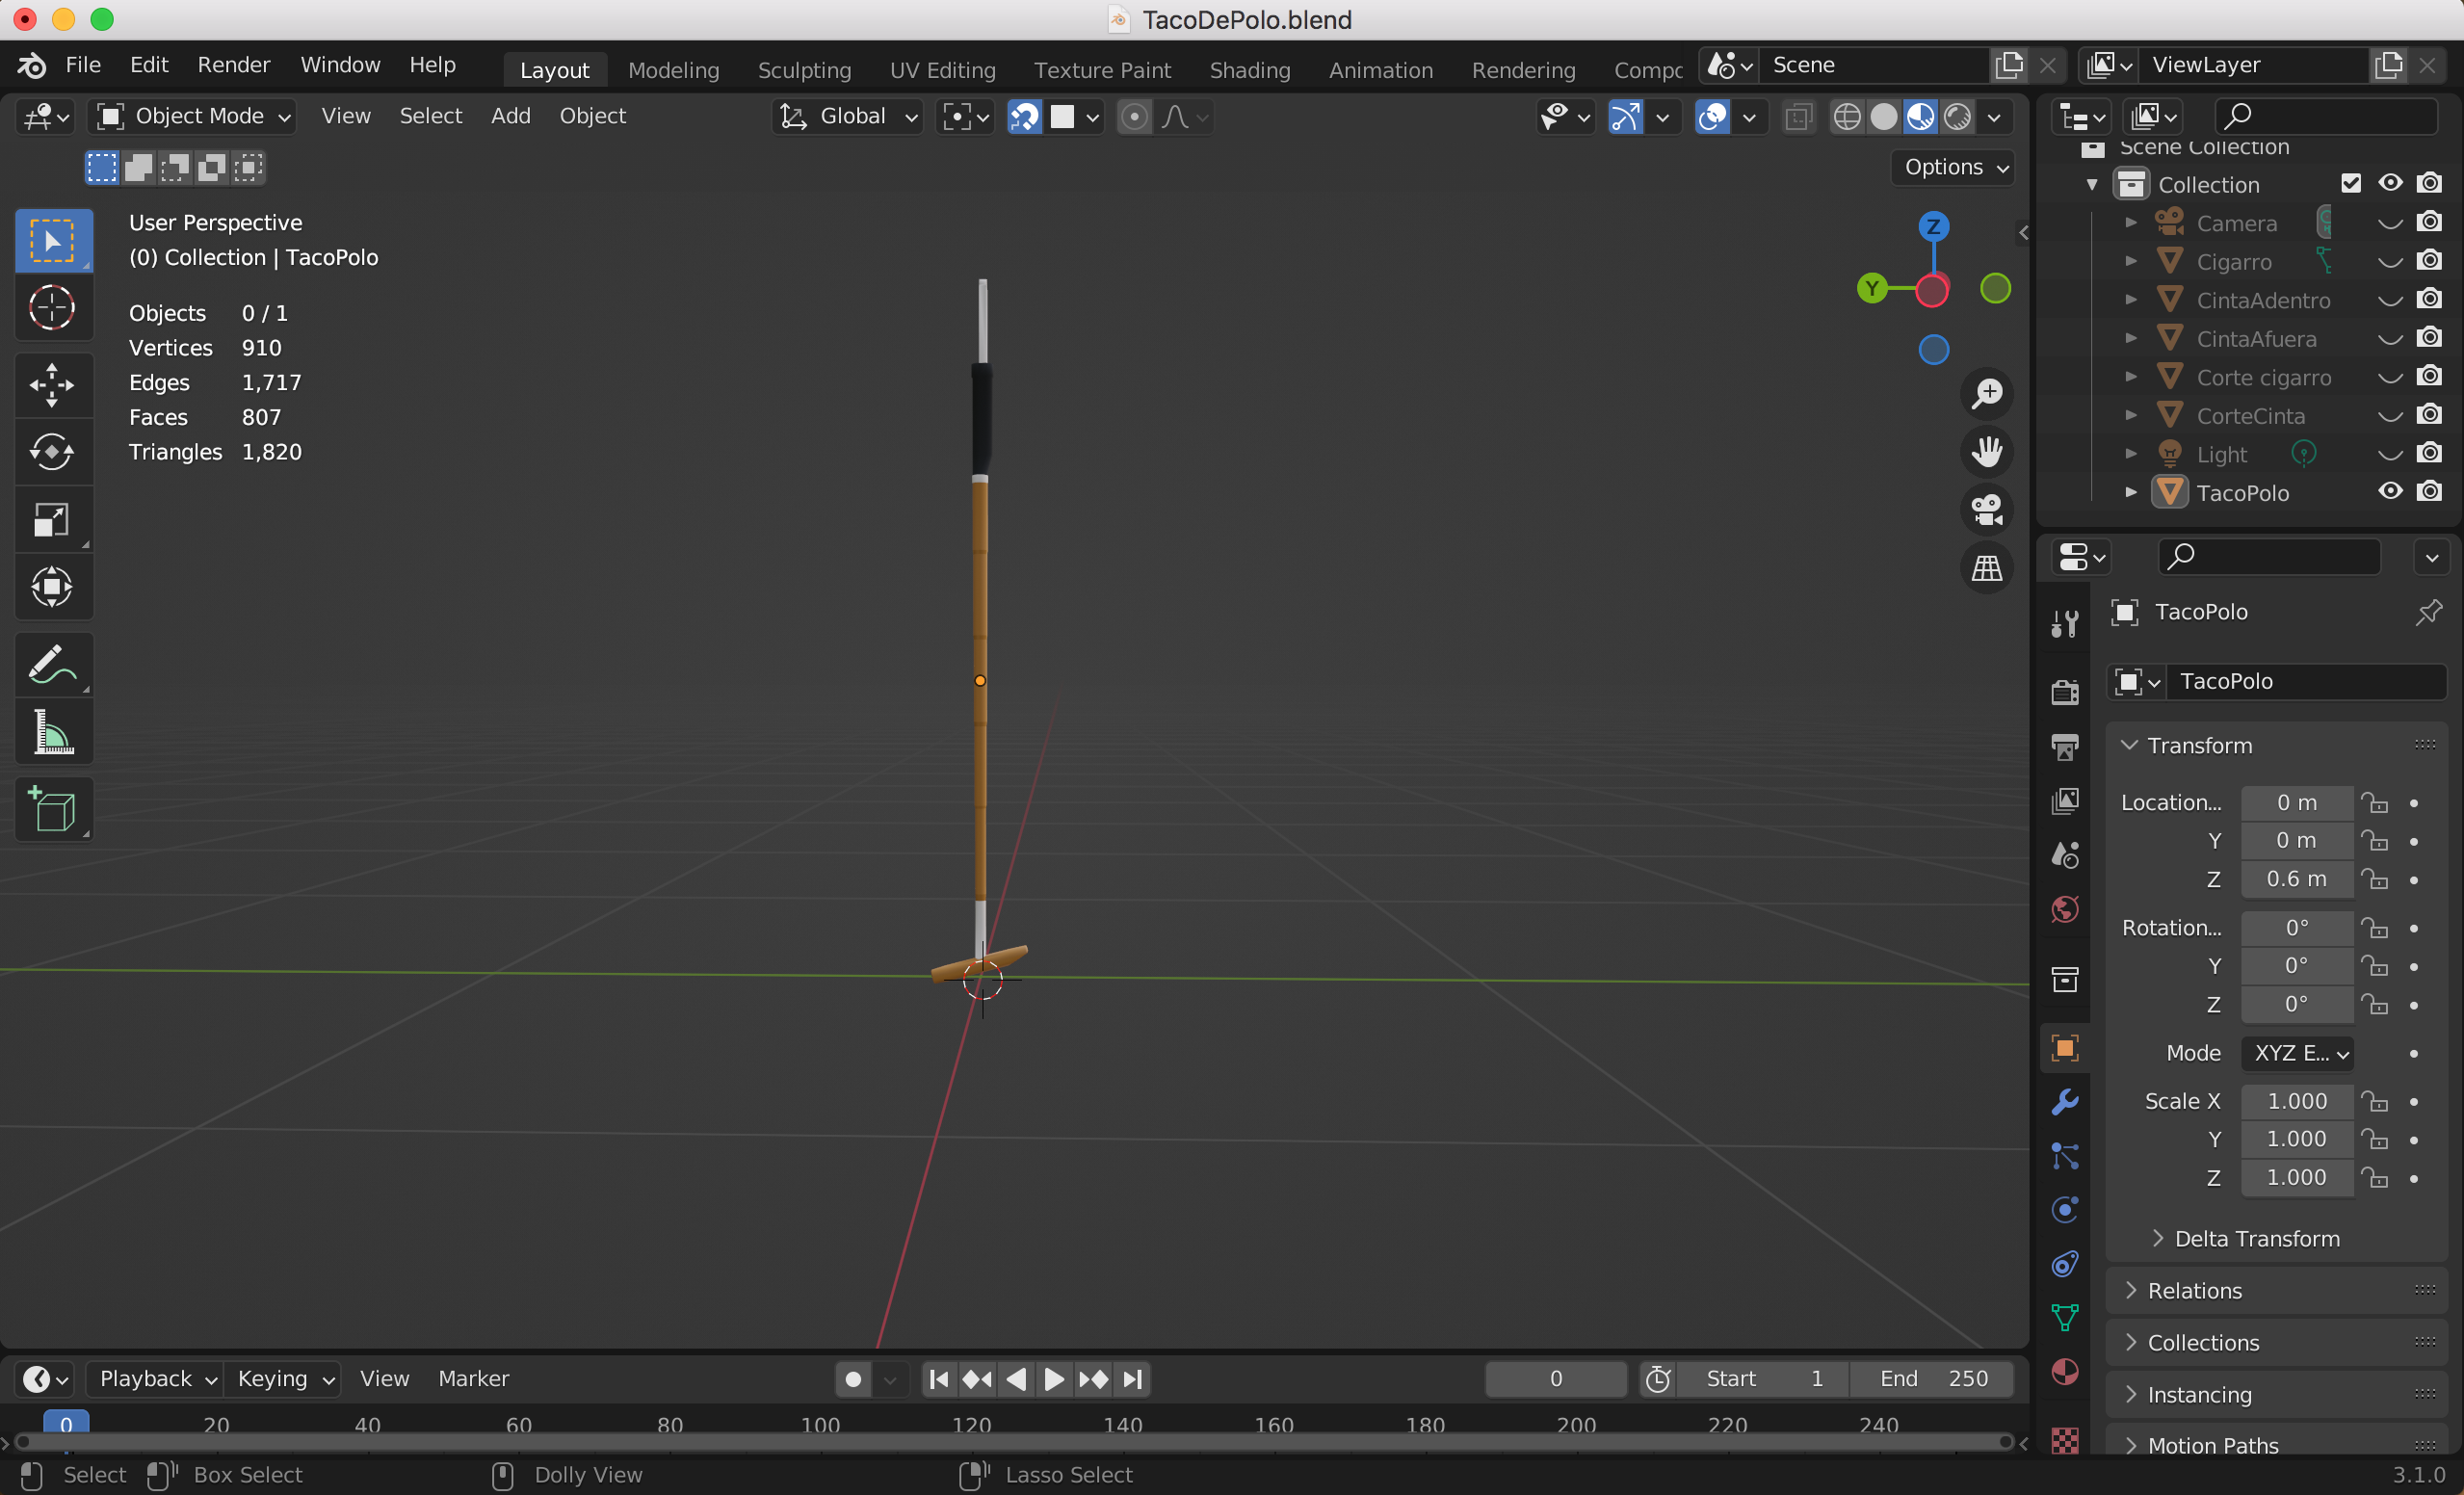 TacoDePolo.blend
File Edit Render Window Help Layout Modeling Sculpting UV Editing Texture Paint Shading Animation Rendering Compc Scene ViewLayer
Object Mode View Select Add Object Global
Options
User Perspective
(0) Collection | TacoPolo
Objects 0 / 1
Vertices 910
Edges 1,717
Faces 807
Triangles 1,820
Z
Y
Scene Collection
Collection
Camera
Cigarro
CintaAdentro
CintaAfuera
Corte cigarro
CorteCinta
Light
TacoPolo
TacoPolo
TacoPolo
Transform
Location... 0 m
Y 0 m
Z 0.6 m
Rotation... 0°
Y 0°
Z 0°
Mode XYZ E...
Scale X 1.000
Y 1.000
Z 1.000
Delta Transform
Relations
Collections
Instancing
Motion Paths
Playback Keying View Marker 0 Start 1 End 250
0 20 40 60 80 100 120 140 160 180 200 220 240
Select Box Select Dolly View Lasso Select 3.1.0